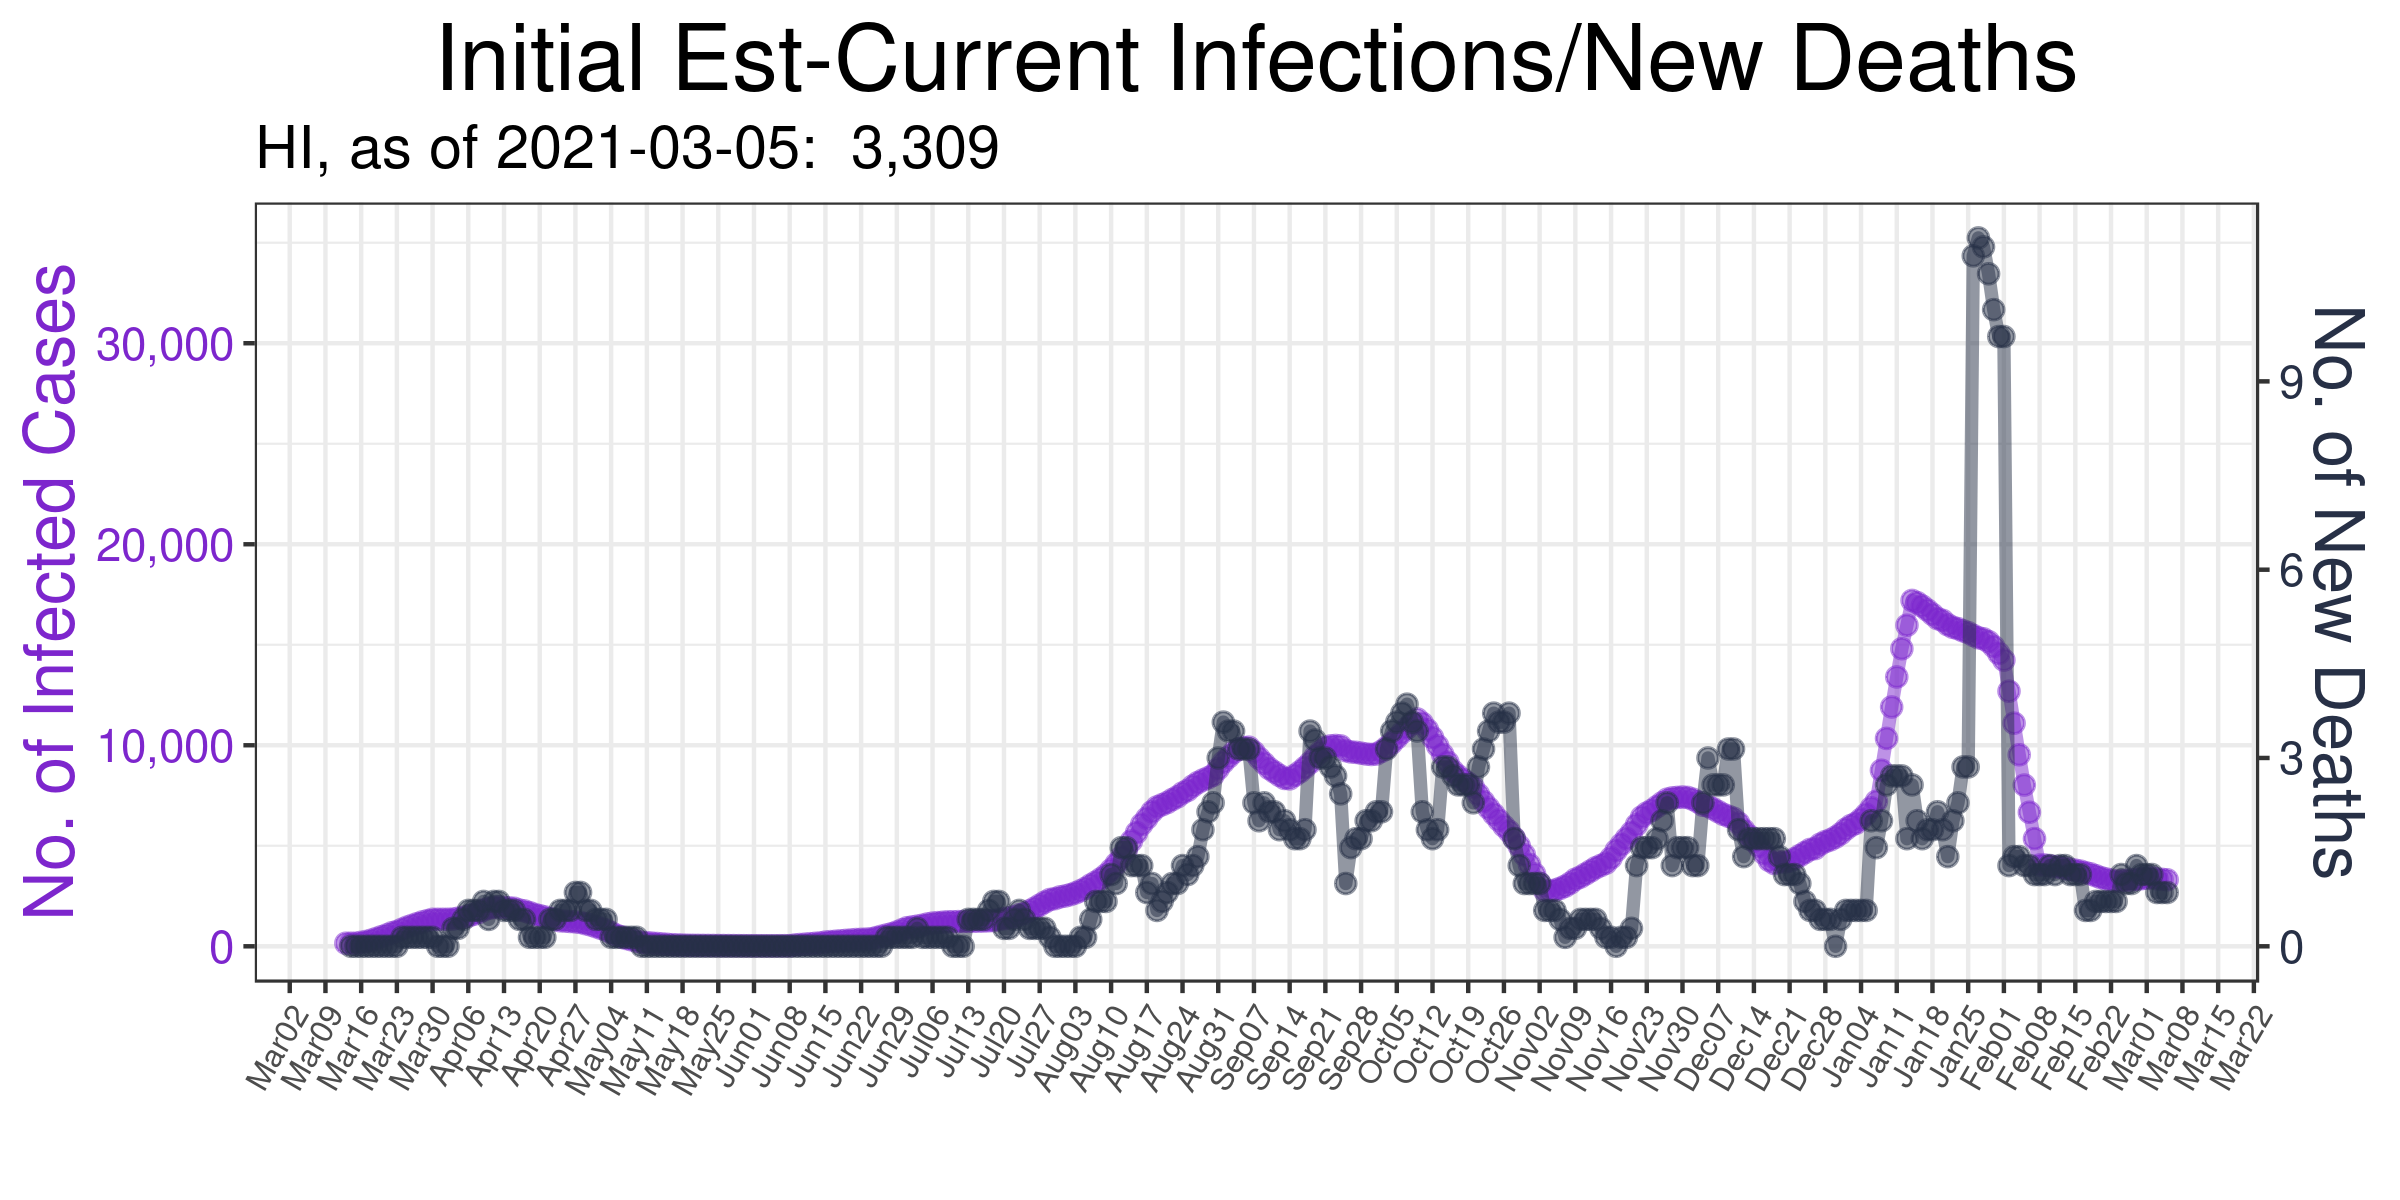 Initial Est-Current Infections/New Deaths
HI, as of 2021-03-05: 3,309
No. of Infected Cases
30,000
20,000
10,000
0
No. of New Deaths
9
6
3
0
Mar02
Mar09
Mar16
Mar23
Mar30
Apr06
Apr13
Apr20
Apr27
May04
May11
May18
May25
Jun01
Jun08
Jun15
Jun22
Jun29
Jul06
Jul13
Jul20
Jul27
Aug03
Aug10
Aug17
Aug24
Aug31
Sep07
Sep14
Sep21
Sep28
Oct05
Oct12
Oct19
Oct26
Nov02
Nov09
Nov16
Nov23
Nov30
Dec07
Dec14
Dec21
Dec28
Jan04
Jan11
Jan18
Jan25
Feb01
Feb08
Feb15
Feb22
Mar01
Mar08
Mar15
Mar22